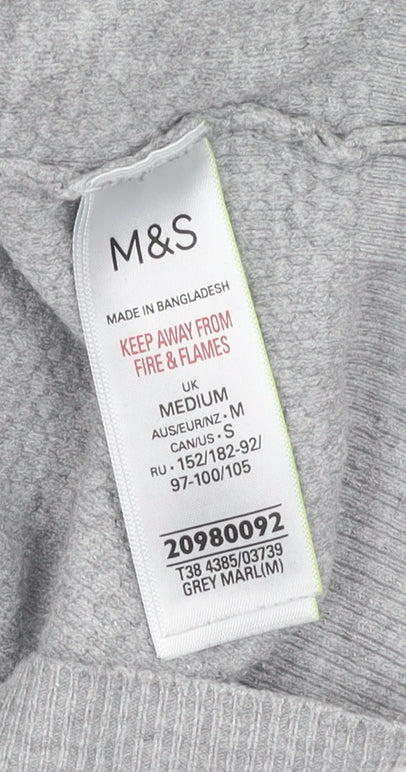 M&S
MADE IN BANGLADESH
KEEP AWAY FROM
FIRE & FLAMES
UK
MEDIUM
AUS/EUR/NZ • M
CAN/US • S
RU • 152/182-92/
97-100/105
20980092
T38 4385/03739
GREY MARL(M)